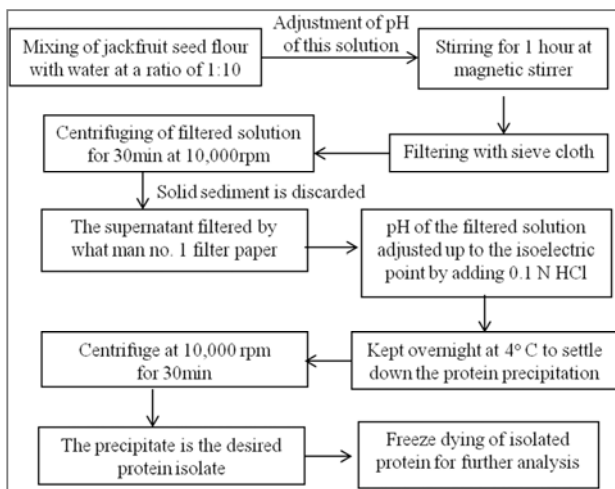 Mixing of jackfruit seed flour
with water at a ratio of 1:10
Adjustment of pH
of this solution
Stirring for 1 hour at
magnetic stirrer
Filtering with sieve cloth
Centrifuging of filtered solution
for 30min at 10,000rpm
Solid sediment is discarded
The supernatant filtered by
what man no. 1 filter paper
pH of the filtered solution
adjusted up to the isoelectric
point by adding 0.1 N HCl
Kept overnight at 4° C to settle
down the protein precipitation
Centrifuge at 10,000 rpm
for 30min
The precipitate is the desired
protein isolate
Freeze dying of isolated
protein for further analysis